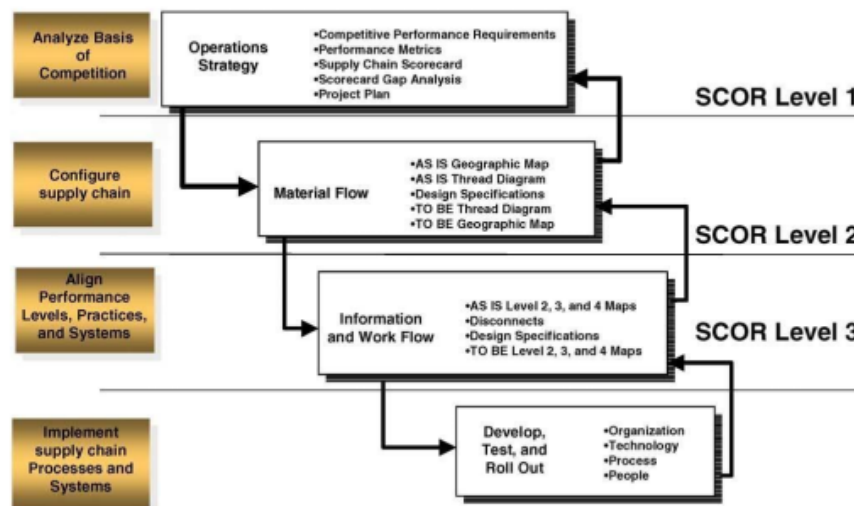 Analyze Basis
of
Competition
Operations
Strategy
•Competitive Performance Requirements
•Performance Metrics
•Supply Chain Scorecard
•Scorecard Gap Analysis
•Project Plan
SCOR Level 1
Configure
supply chain
Material Flow
•AS IS Geographic Map
•AS IS Thread Diagram
•Design Specifications
•TO BE Thread Diagram
•TO BE Geographic Map
SCOR Level 2
Align
Performance
Levels, Practices,
and Systems
Information
and Work Flow
•AS IS Level 2, 3, and 4 Maps
•Disconnects
•Design Specifications
•TO BE Level 2, 3, and 4 Maps
SCOR Level 3
Implement
supply chain
Processes and
Systems
Develop,
Test, and
Roll Out
•Organization
•Technology
•Process
•People